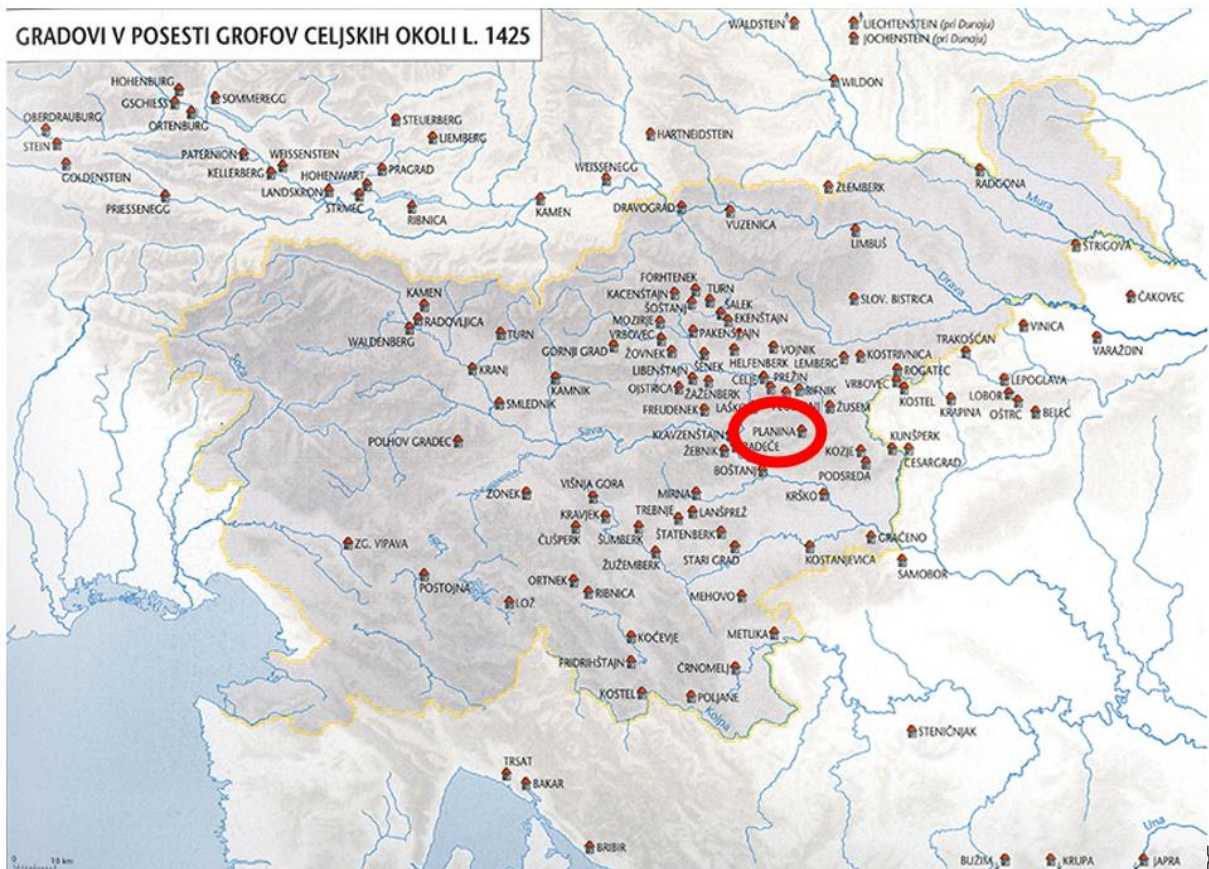 GRADOVI V POSESTI GROFOV CELJSKIH OKOLI L. 1425
WALDSTEIN
LIECHTENSTEIN (pri Dunaju)
JOCHENSTEIN (pri Dunaju)
HOHENBURG
GSCHIESS
SOMMEREGG
WILDON
OBERDRAUBURG
ORTENBURG
STEUERBERG
LIEMBERG
HARTNEIDSTEIN
STEIN
PATERNION
WEISSENSTEIN
GOLDENSTEIN
KELLERBERG
HOHENWART
PRAGRAD
WEISSENEGG
RADGONA
LANDSKRON
ŽLEMBERK
PRIESSENEGG
STRMEC
RIBNICA
KAMEN
DRAVOGRAD
VUZENICA
Mura
LIMBUŠ
ŠTRIGOVA
FORHTENEK
TURN
KACENŠTAJN
ŠOŠTANJ
ŠALEK
SLOV. BISTRICA
Drava
ČAKOVEC
KAMEN
RADOVLJICA
MOZIRJE
EKENŠTAJN
VINICA
WALDENBERG
TURN
VRBOVEC
PAKENŠTAJN
TRAKOŠĆAN
VARAŽDIN
GORNJI GRAD
ŽOVNEK
ŠENEK
HELFENBERK
VOJNIK
LEMBERG
KOSTRIVNICA
KRANJ
KAMNIK
LIBENŠTAJN
CELJE
PREŽIN
ROGATEC
LEPOGLAVA
OJSTRICA
ŽAŽENBERK
RIFNIK
VRBOVEC
KOSTEL
LOBOR
SMLEDNIK
FREUDENEK
ŽUSEM
KRAPINA
OŠTRC
BELEC
POLHOV GRADEC
Sava
KLAVZENŠTAJN
PLANINA
ŽEBNIK
KOZJE
KUNŠPERK
CESARGRAD
BOŠTANJ
PODSREDA
ŽONEK
VIŠNJA GORA
MIRNA
KRŠKO
KRAVJEK
TREBNJE
LANŠPREŽ
ČUŠPERK
ŠUMBERK
ŠTATENBERK
GRAČENO
ZG. VIPAVA
ŽUŽEMBERK
STARI GRAD
KOSTANJEVICA
SAMOBOR
POSTOJNA
ORTNEK
RIBNICA
LOŽ
MEHOVO
KOČEVJE
METLIKA
FRIDRIHŠTAJN
ČRNOMELJ
KOSTEL
POLJANE
Kolpa
STENIČNJAK
TRSAT
BAKAR
BRIBIR
Una
0 10 km
BUŽIM
KRUPA
JAPRA